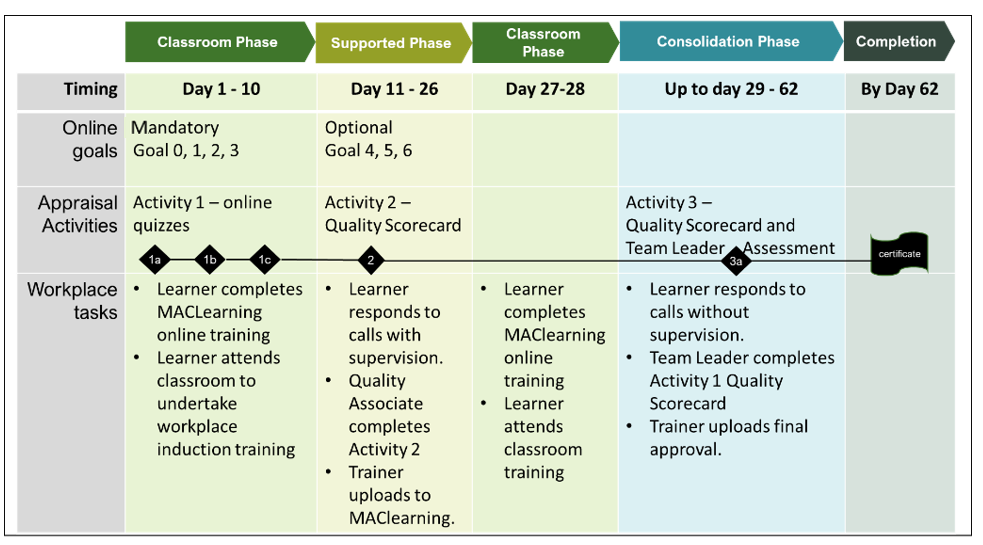 Classroom Phase
Supported Phase
Classroom
Phase
Consolidation Phase
Completion
Timing
Day 1 - 10
Day 11 - 26
Day 27-28
Up to day 29 - 62
By Day 62
Online
goals
Mandatory
Goal 0, 1, 2, 3
Optional
Goal 4, 5, 6
Appraisal
Activities
Activity 1 – online
quizzes
Activity 2 –
Quality Scorecard
Activity 3 –
Quality Scorecard and
Team Leader Assessment
1a
1b
1c
2
3a
certificate
Workplace
tasks
• Learner completes
MACLearning
online training
• Learner attends
classroom to
undertake
workplace
induction training
• Learner
responds to
calls with
supervision.
• Quality
Associate
completes
Activity 2
• Trainer
uploads to
MAClearning.
• Learner
completes
MAClearning
online
training
• Learner
attends
classroom
training
• Learner responds to
calls without
supervision.
• Team Leader completes
Activity 1 Quality
Scorecard
• Trainer uploads final
approval.